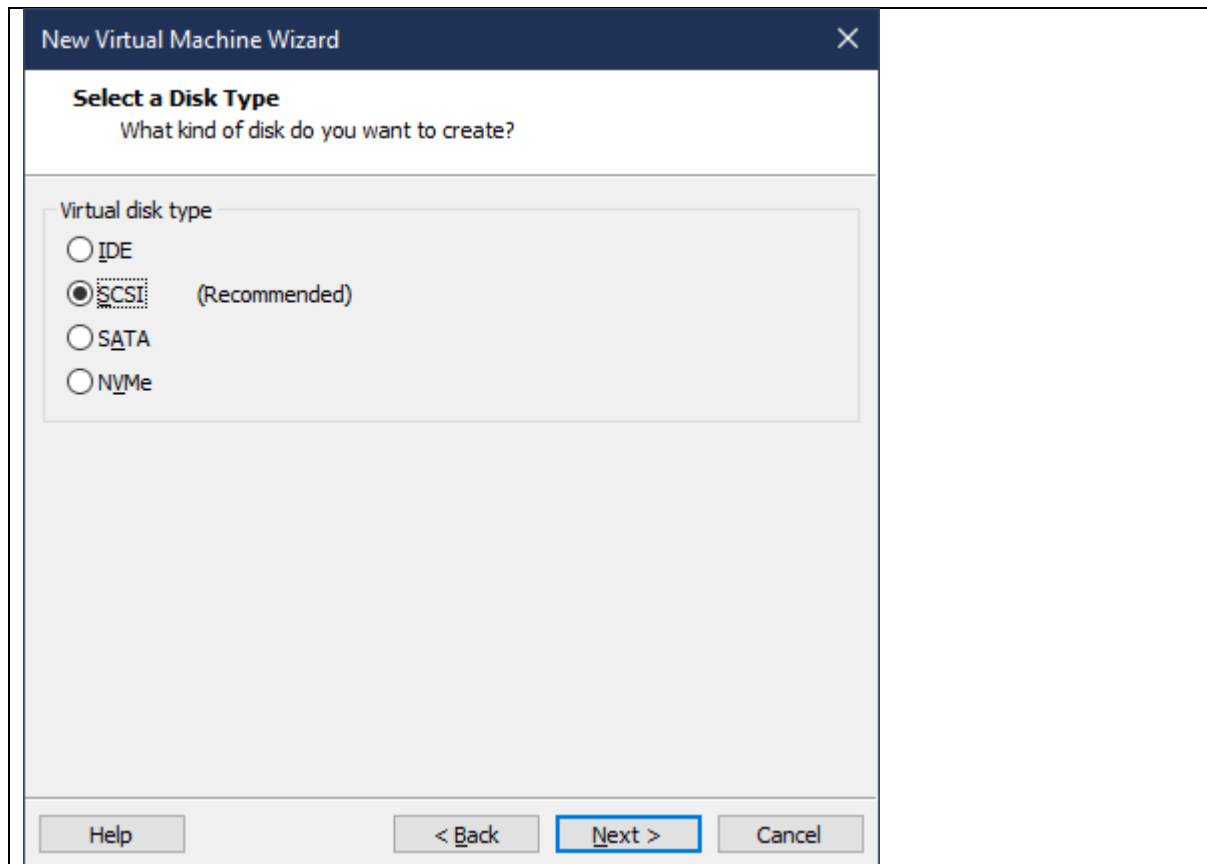 New Virtual Machine Wizard
Select a Disk Type
What kind of disk do you want to create?
Virtual disk type
IDE
SCSI (Recommended)
SATA
NVMe
Help < Back Next > Cancel